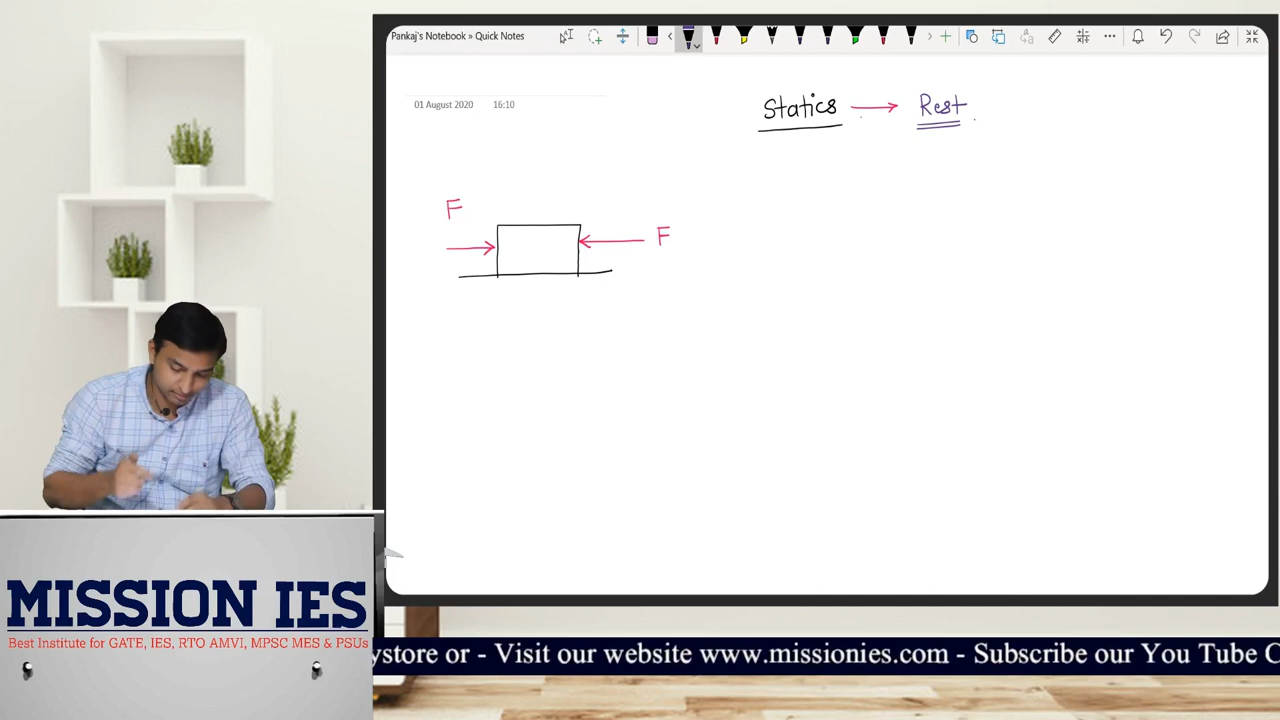 Pankaj's Notebook » Quick Notes
01 August 2020 16:10
Statics → Rest
F
F
MISSION IES
Best Institute for GATE, IES, RTO AMVI, MPSC MES & PSUs
ystore or - Visit our website www.missionies.com - Subscribe our You Tube C